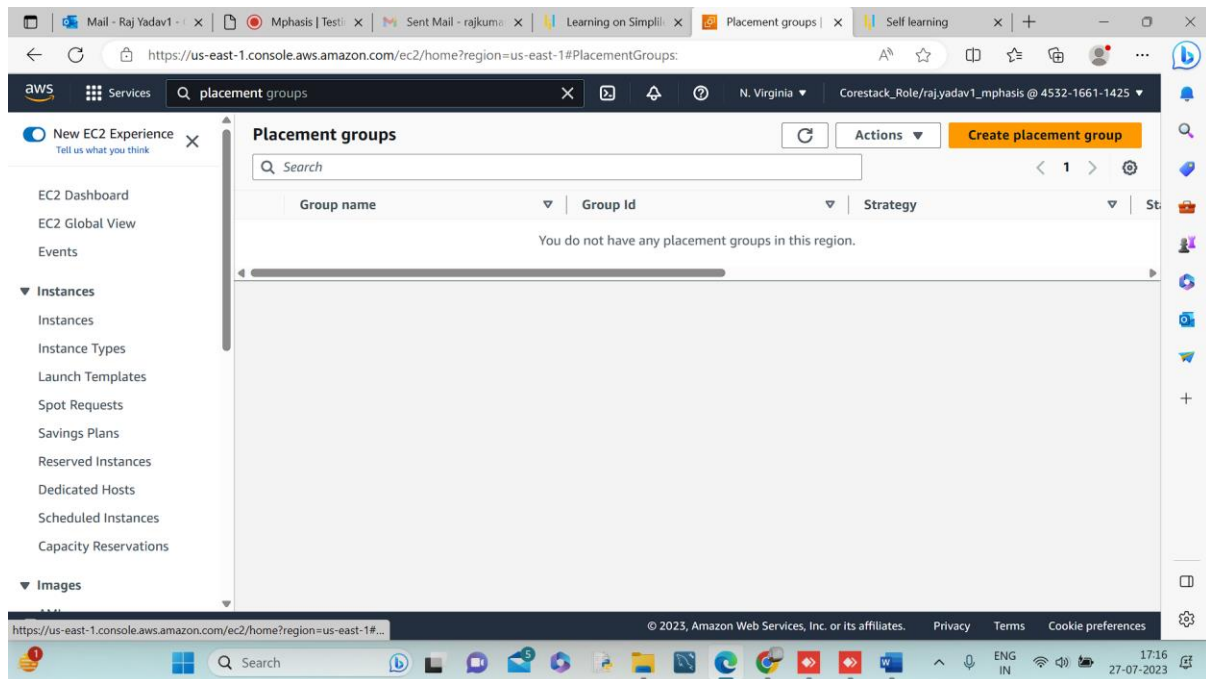 Mail - Raj Yadav1 -
Mphasis | Testi
Sent Mail - rajkuma
Learning on Simplil
Placement groups |
Self learning
https://us-east-1.console.aws.amazon.com/ec2/home?region=us-east-1#PlacementGroups:
aws
Services
placement groups
N. Virginia
Corestack_Role/raj.yadav1_mphasis @ 4532-1661-1425
New EC2 Experience
Tell us what you think
EC2 Dashboard
EC2 Global View
Events
Instances
Instances
Instance Types
Launch Templates
Spot Requests
Savings Plans
Reserved Instances
Dedicated Hosts
Scheduled Instances
Capacity Reservations
Images
Placement groups
Actions
Create placement group
Search
1
Group name
Group Id
Strategy
You do not have any placement groups in this region.
https://us-east-1.console.aws.amazon.com/ec2/home?region=us-east-1#...
© 2023, Amazon Web Services, Inc. or its affiliates.
Privacy
Terms
Cookie preferences
1
Search
5
ENG
IN
17:16
27-07-2023